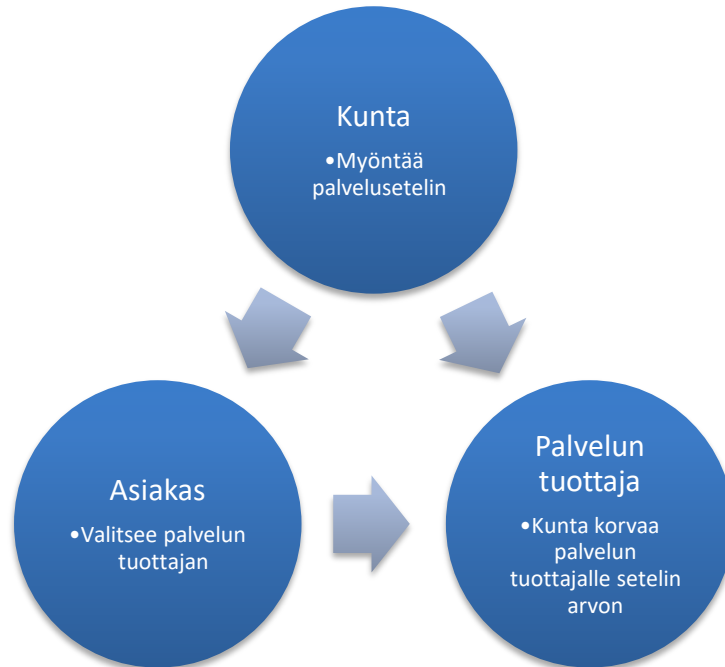 Kunta
•Myöntää
palvelusetelin
Asiakas
•Valitsee palvelun
tuottajan
Palvelun
tuottaja
•Kunta korvaa
palvelun
tuottajalle setelin
arvon